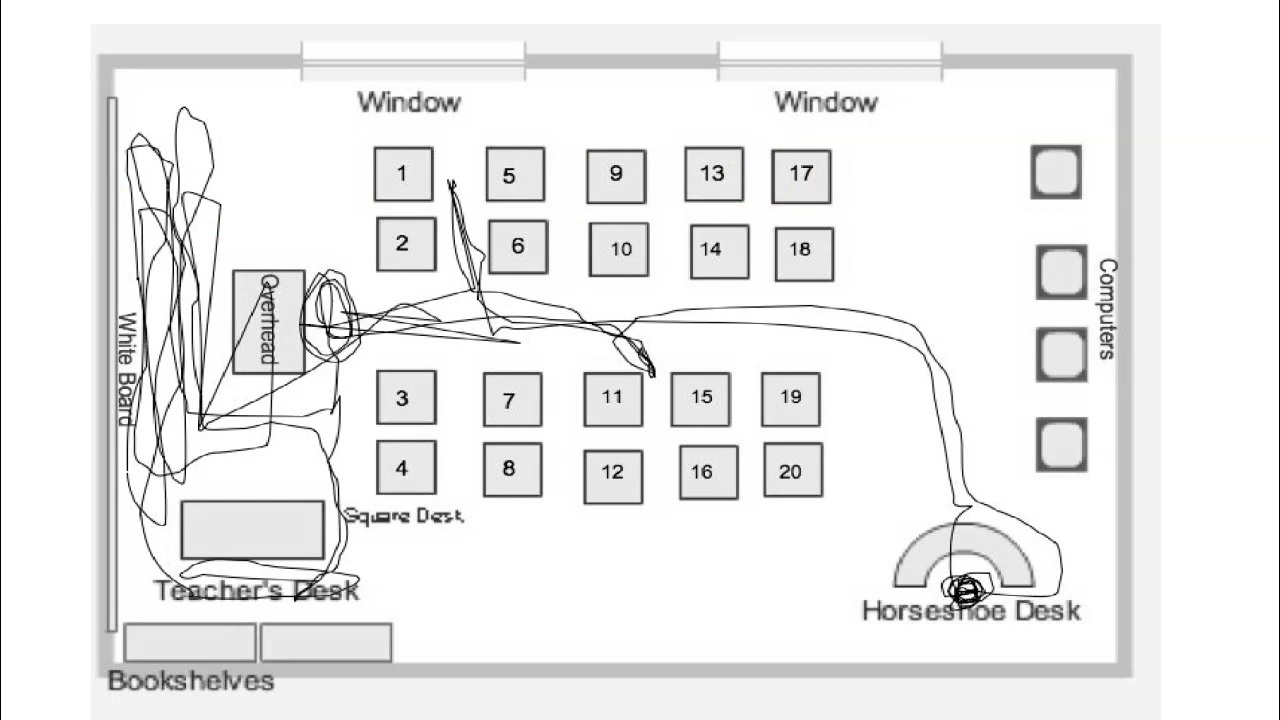 Window Window
1 5 9 13 17
2 6 10 14 18
Overhead
White Board
Computers
3 7 11 15 19
4 8 12 16 20
Square Desk
Teacher's Desk
Horseshoe Desk
Bookshelves